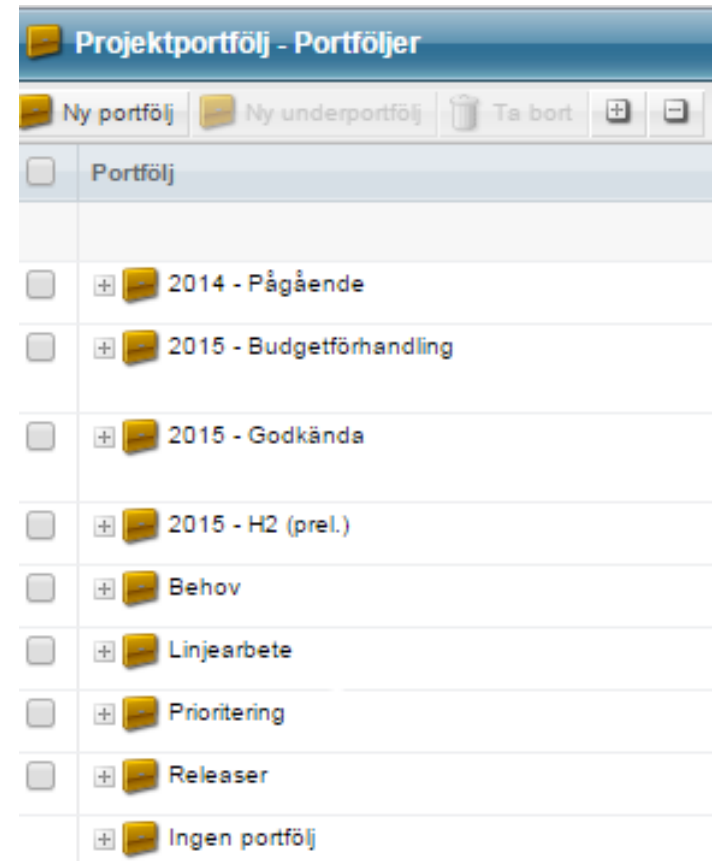 Projektportfölj - Portföljer
Ny portfölj Ny underportfölj Ta bort
Portfölj
2014 - Pågående
2015 - Budgetförhandling
2015 - Godkända
2015 - H2 (prel.)
Behov
Linjearbete
Prioritering
Releaser
Ingen portfölj